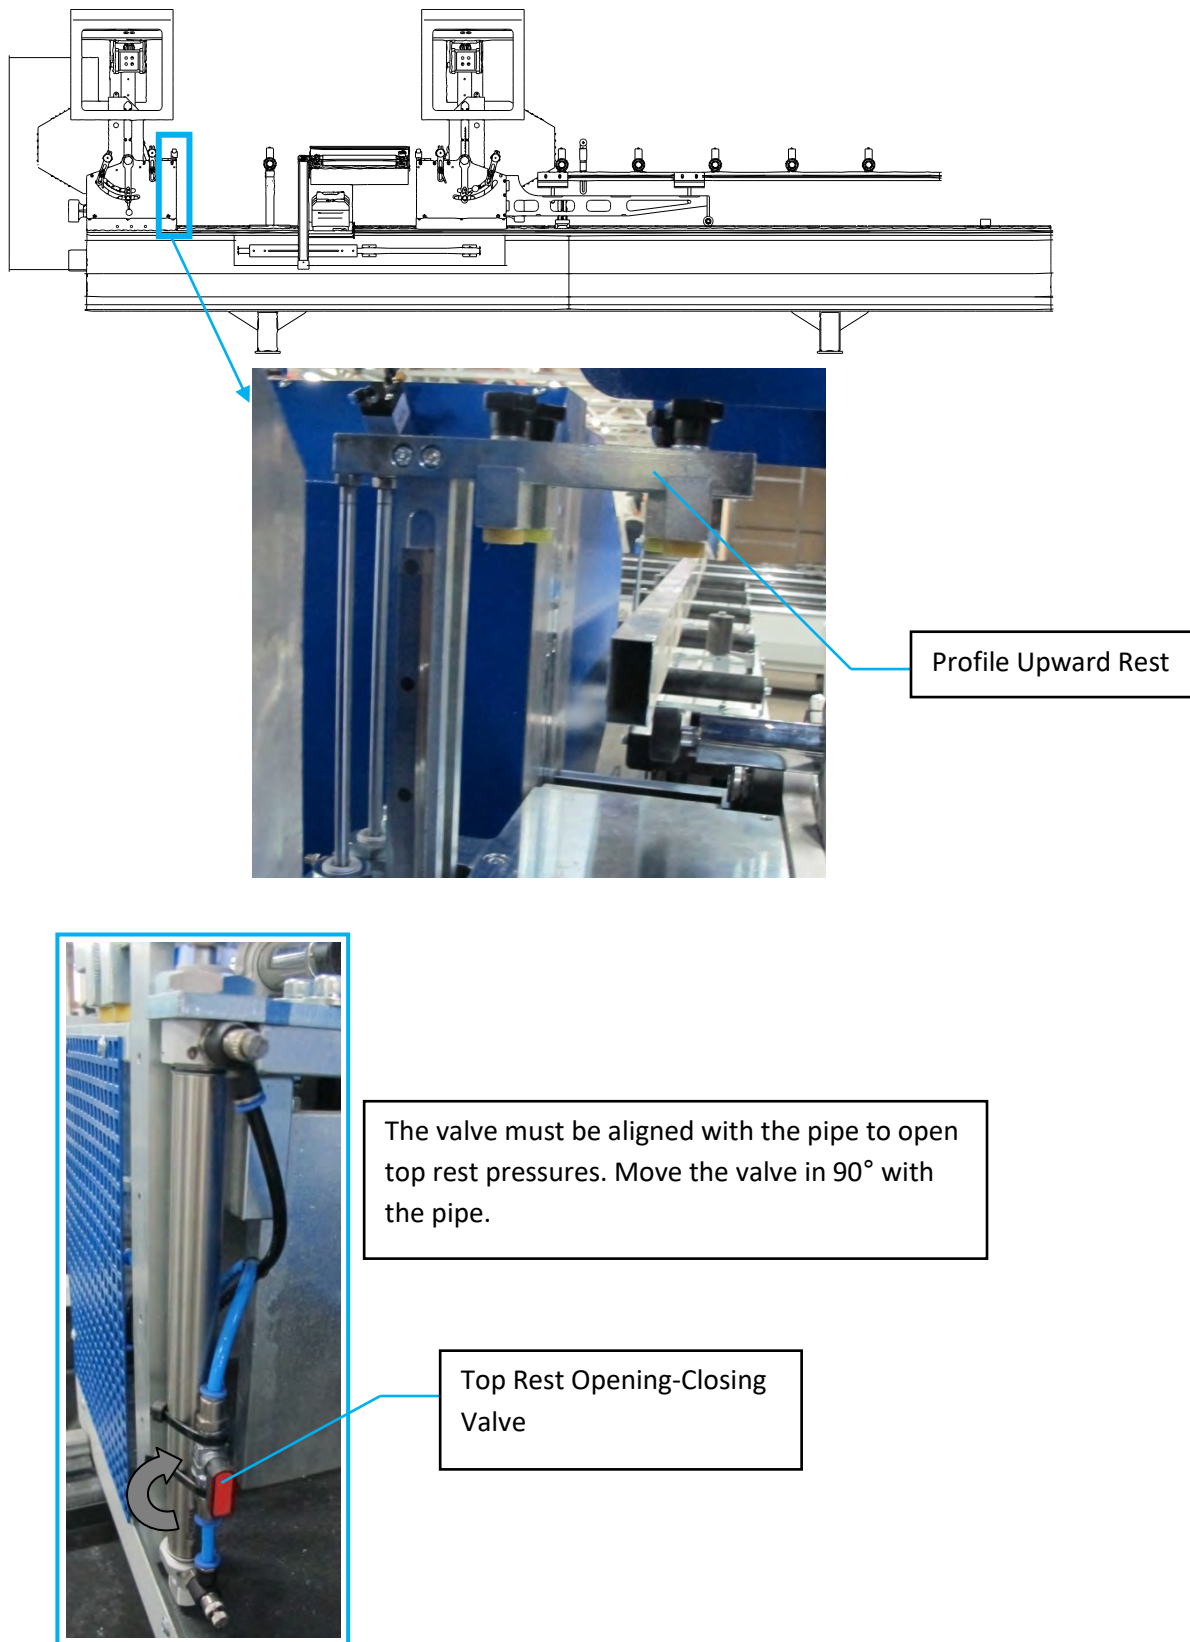 Profile Upward Rest
The valve must be aligned with the pipe to open
top rest pressures. Move the valve in 90° with
the pipe.
Top Rest Opening-Closing
Valve